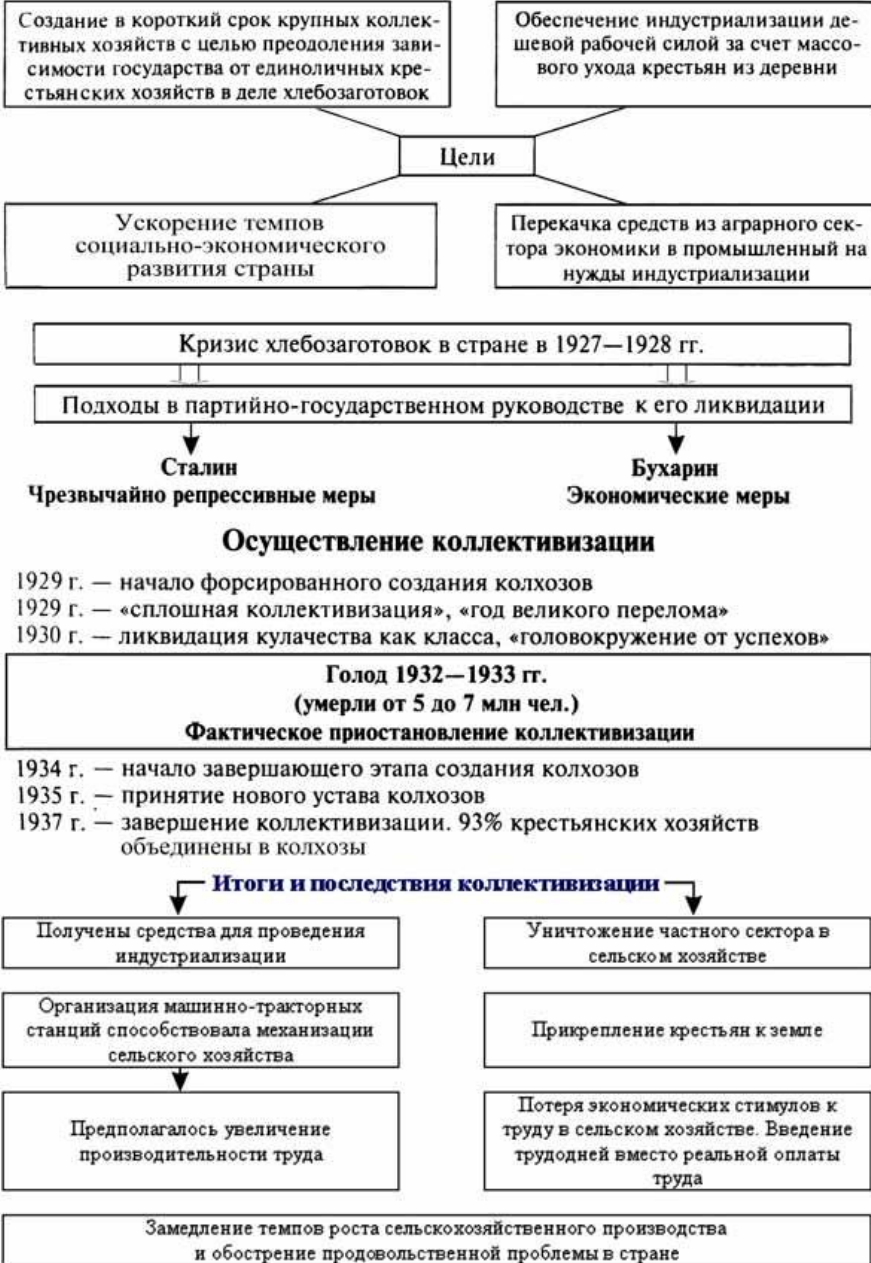 Создание в короткий срок крупных коллек-
тивных хозяйств с целью преодоления зави-
симости государства от единоличных кре-
стьянских хозяйств в деле хлебозаготовок
Обеспечение индустриализации де-
шевой рабочей силой за счет массо-
вого ухода крестьян из деревни
Цели
Ускорение темпов
социально-экономического
развития страны
Перекачка средств из аграрного сек-
тора экономики в промышленный на
нужды индустриализации
Кризис хлебозаготовок в стране в 1927—1928 гг.
Подходы в партийно-государственном руководстве к его ликвидации
Сталин
Чрезвычайно репрессивные меры
Бухарин
Экономические меры
Осуществление коллективизации
1929 г. — начало форсированного создания колхозов
1929 г. — «сплошная коллективизация», «год великого перелома»
1930 г. — ликвидация кулачества как класса, «головокружение от успехов»
Голод 1932—1933 гг.
(умерли от 5 до 7 млн чел.)
Фактическое приостановление коллективизации
1934 г. — начало завершающего этапа создания колхозов
1935 г. — принятие нового устава колхозов
1937 г. — завершение коллективизации. 93% крестьянских хозяйств
объединены в колхозы
Итоги и последствия коллективизации
Получены средства для проведения
индустриализации
Уничтожение частного сектора в
сельском хозяйстве
Организация машинно-тракторных
станций способствовала механизации
сельского хозяйства
Прикрепление крестьян к земле
Предполагалось увеличение
производительности труда
Потеря экономических стимулов к
труду в сельском хозяйстве. Введение
трудодней вместо реальной оплаты
труда
Замедление темпов роста сельскохозяйственного производства
и обострение продовольственной проблемы в стране